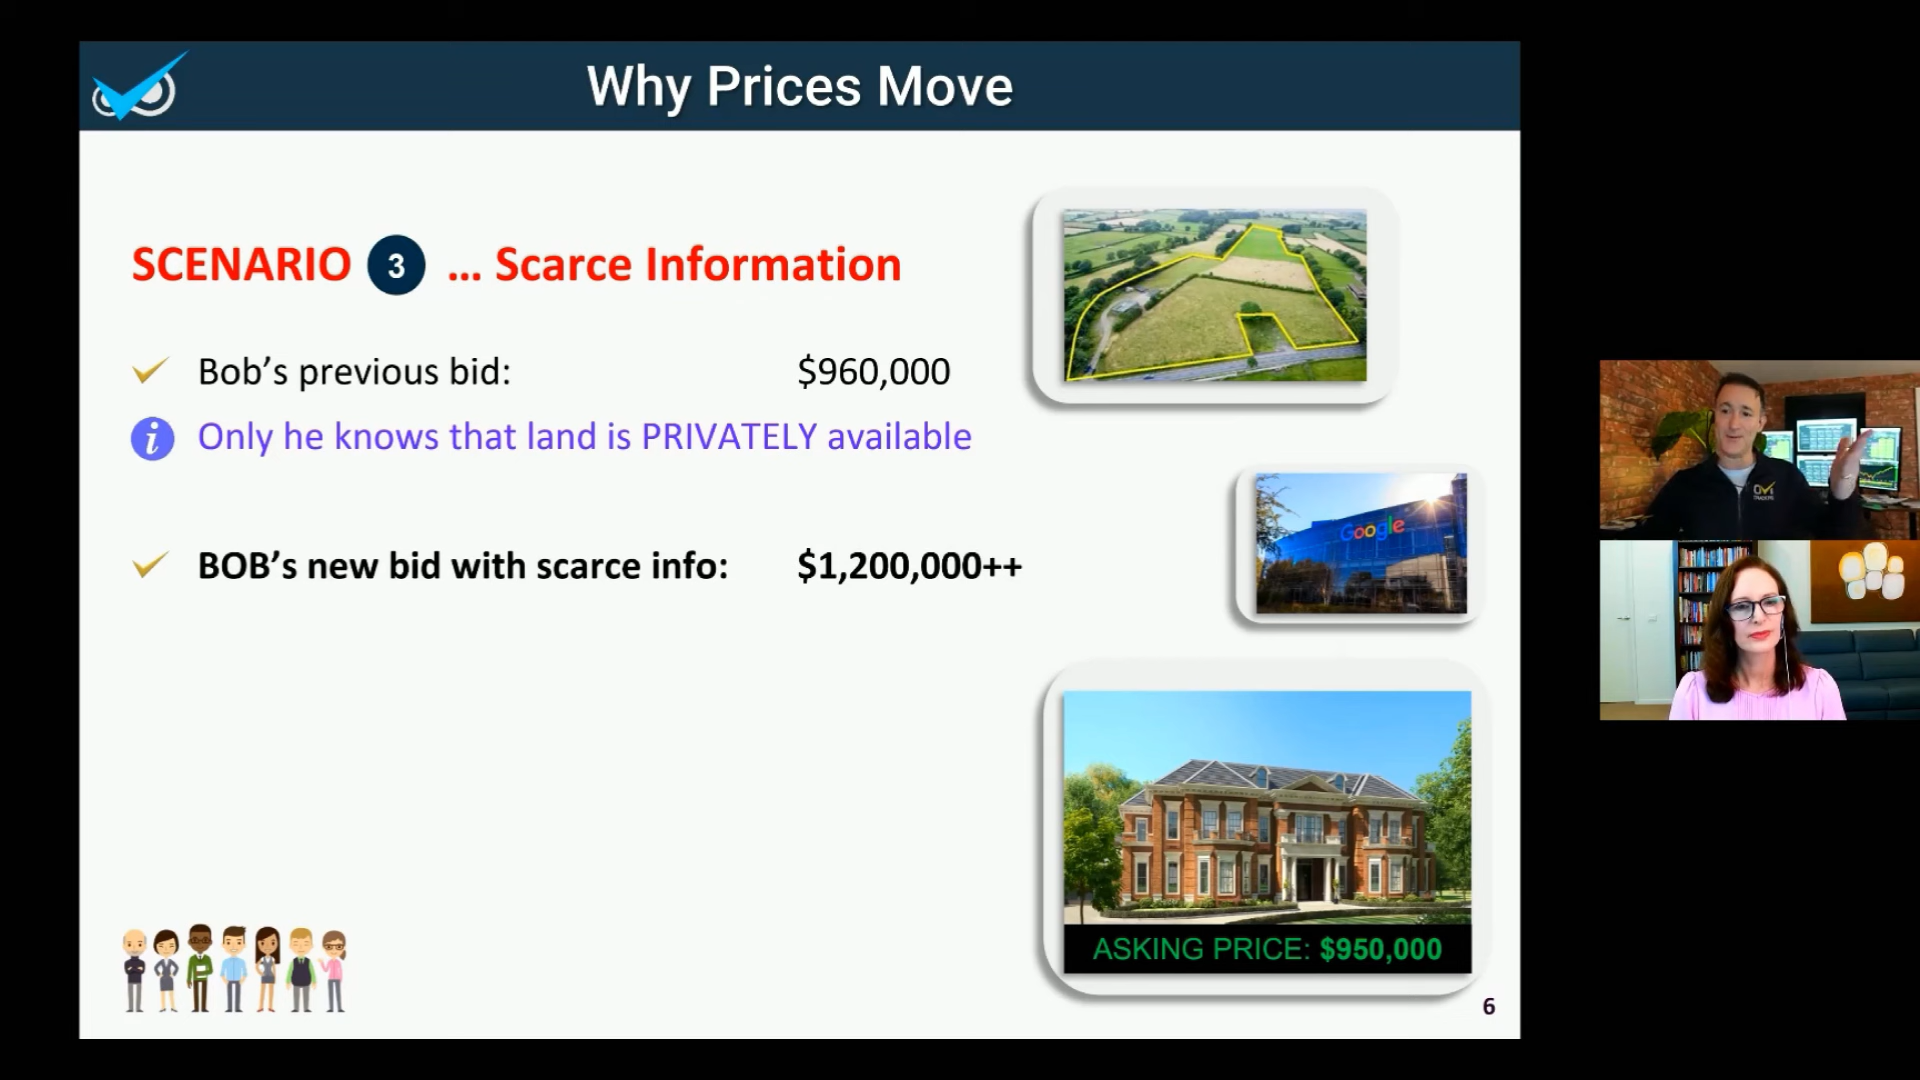 Why Prices Move
SCENARIO 3 ... Scarce Information
Bob's previous bid: $960,000
i Only he knows that land is PRIVATELY available
BOB's new bid with scarce info: $1,200,000++
Google
ASKING PRICE: $950,000
6